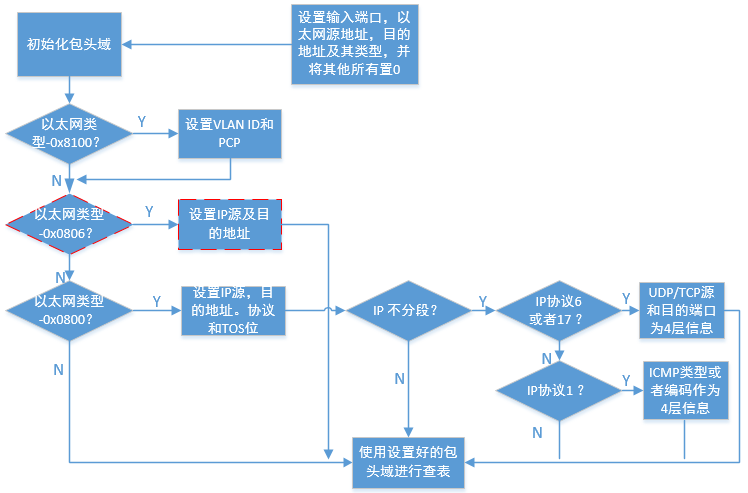 初始化包头域
设置输入端口，以
太网源地址，目的
地址及其类型，并
将其他所有置0
以太网类
型-0x8100？
Y
设置VLAN ID和
PCP
N
以太网类型
-0x0806？
Y
设置IP源及目
的地址
N
以太网类型
-0x0800？
Y
设置IP源，目
的地址。协议
和TOS位
IP 不分段？
Y
IP协议6
或者17？
Y
UDP/TCP源
和目的端口
为4层信息
N
N
N
IP协议1？
Y
ICMP类型或
者编码作为
4层信息
N
使用设置好的包
头域进行查表